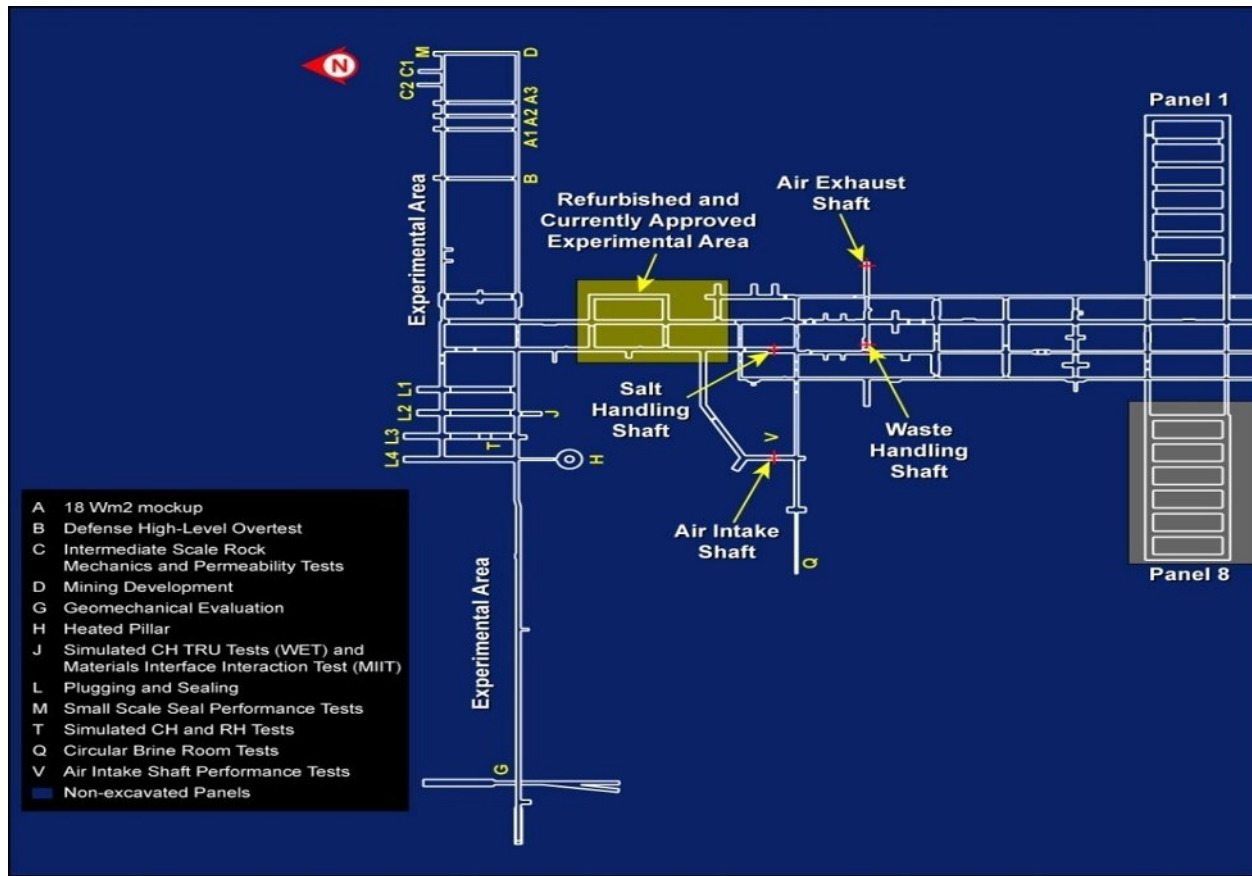 N
M
C1
C2
D
A3
A2
A1
B
Experimental Area
Refurbished and
Currently Approved
Experimental Area
Air Exhaust
Shaft
Panel 1
L1
L2
L3
L4
J
T
H
Salt
Handling
Shaft
V
Waste
Handling
Shaft
Air Intake
Shaft
Q
Panel 8
Experimental Area
G
A 18 Wm2 mockup
B Defense High-Level Overtest
C Intermediate Scale Rock
Mechanics and Permeability Tests
D Mining Development
G Geomechanical Evaluation
H Heated Pillar
J Simulated CH TRU Tests (WET) and
Materials Interface Interaction Test (MIIT)
L Plugging and Sealing
M Small Scale Seal Performance Tests
T Simulated CH and RH Tests
Q Circular Brine Room Tests
V Air Intake Shaft Performance Tests
Non-excavated Panels